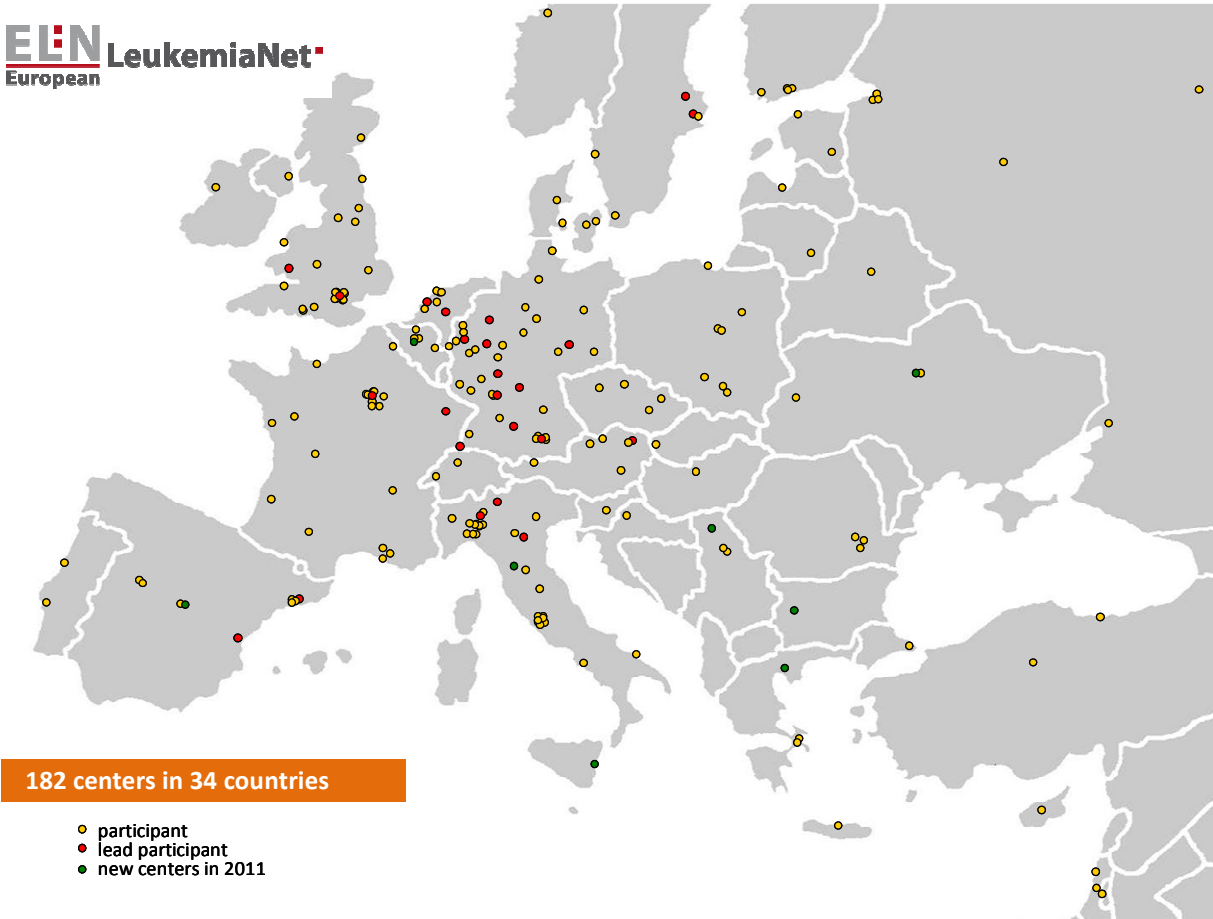 ELN LeukemiaNet
European
182 centers in 34 countries
participant
lead participant
new centers in 2011